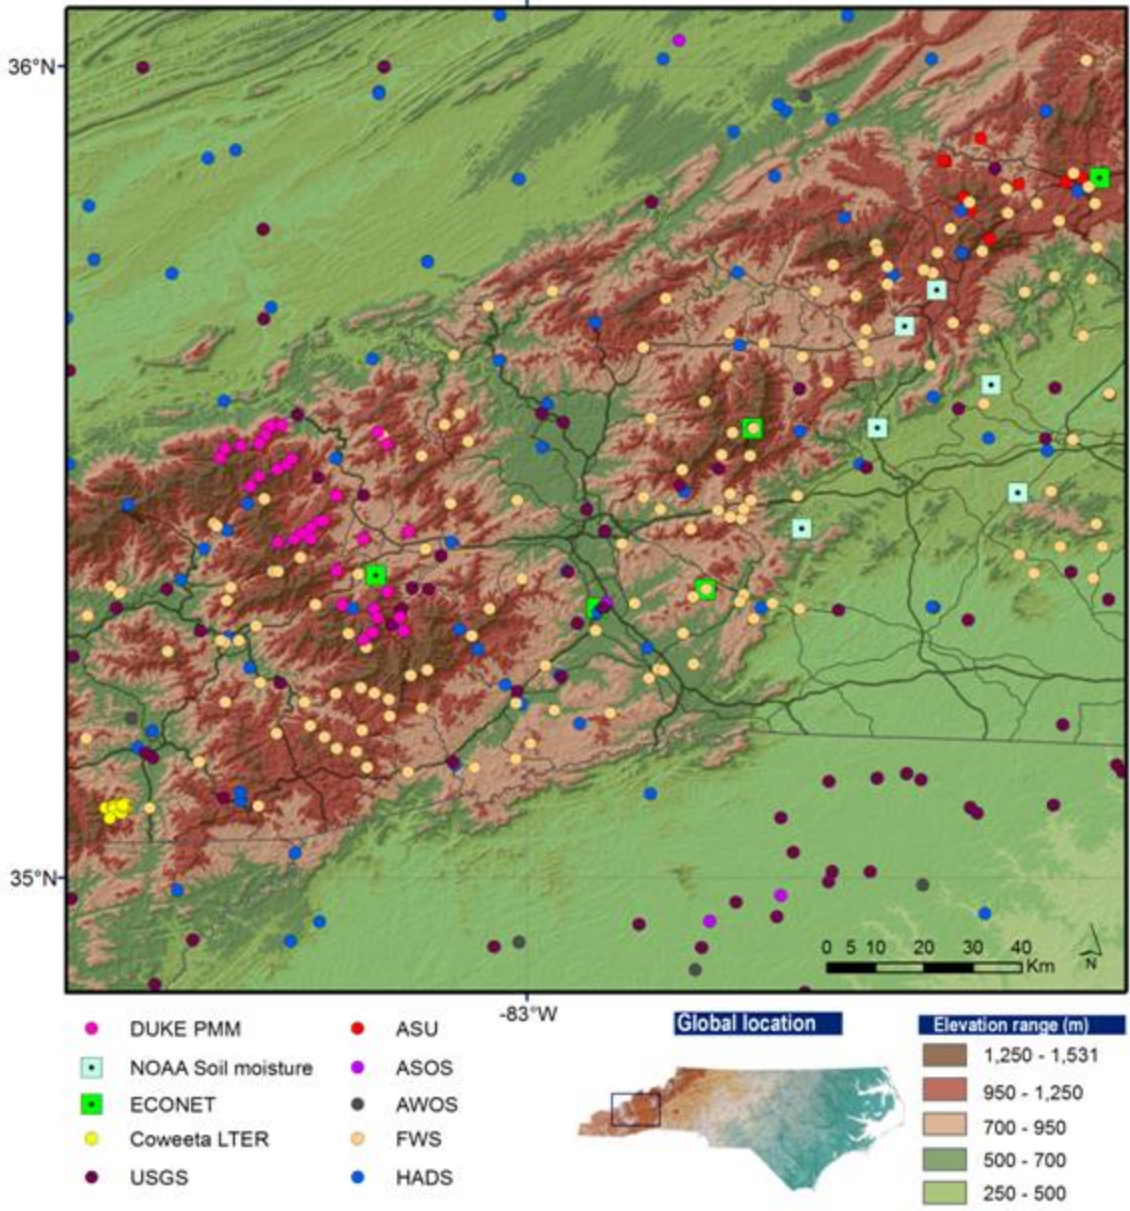 36°N
35°N
0 5 10 20 30 40
Km
N
-83°W
DUKE PMM
NOAA Soil moisture
ECONET
Coweeta LTER
USGS
ASU
ASOS
AWOS
FWS
HADS
Global location
Elevation range (m)
1,250 - 1,531
950 - 1,250
700 - 950
500 - 700
250 - 500